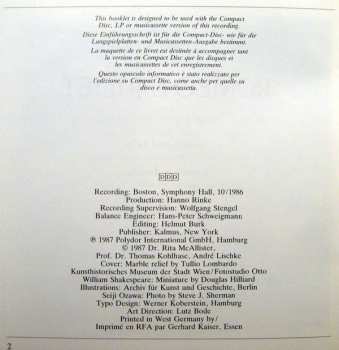 This booklet is designed to be used with the Compact
Disc, LP or musicassette version of this recording.
Diese Einführungsschrift ist für die Compact-Disc- wie für die
Langspielplatten- und Musicassetten-Ausgabe bestimmt.
La maquette de ce livret est destinée à accompagner tant
la version en Compact Disc que les disques et
les musicassettes de cet enregistrement.
Questo opuscolo informativo è stato realizzato per
l'edizione su Compact Disc, come anche per quelle su
disco e musicassetta.
DDD
Recording: Boston, Symphony Hall, 10/1986
Production: Hanno Rinke
Recording Supervision: Wolfgang Stengel
Balance Engineer: Hans-Peter Schweigmann
Editing: Helmut Burk
Publisher: Kalmus, New York
℗ 1987 Polydor International GmbH, Hamburg
© 1987 Dr. Rita McAllister,
Prof. Dr. Thomas Kohlhase, André Lischke
Cover: Marble relief by Tullio Lombardo
Kunsthistorisches Museum der Stadt Wien / Fotostudio Otto
William Shakespeare: Miniature by Douglas Hilliard
Illustrations: Archiv für Kunst und Geschichte, Berlin
Seiji Ozawa: Photo by Steve J. Sherman
Typo Design: Werner Koberstein, Hamburg
Art Direction: Lutz Bode
Printed in West Germany by/
Imprimé en RFA par Gerhard Kaiser, Essen
2